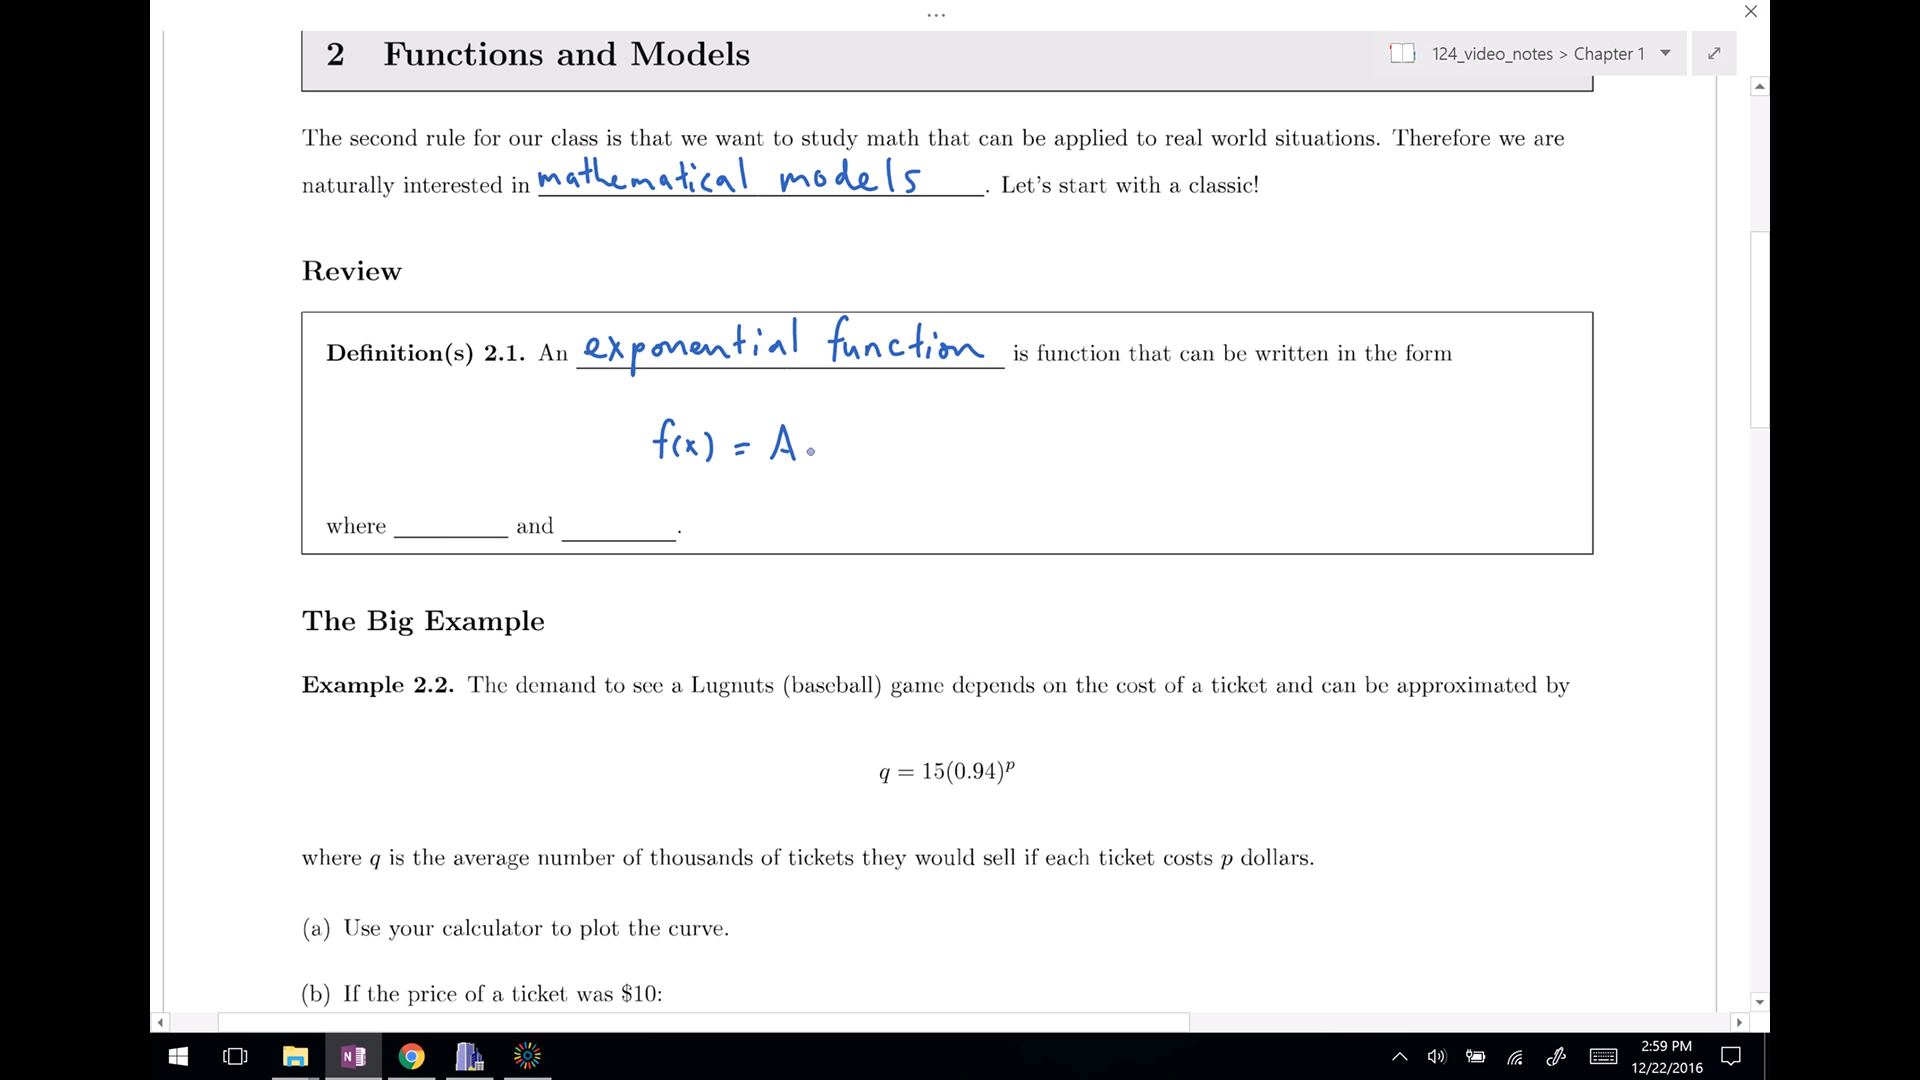 ...
2 Functions and Models
124_video_notes > Chapter 1
The second rule for our class is that we want to study math that can be applied to real world situations. Therefore we are
naturally interested in mathematical models. Let's start with a classic!
Review
Definition(s) 2.1. An exponential function is function that can be written in the form
f(x) = A ·
where ________ and ________.
The Big Example
Example 2.2. The demand to see a Lugnuts (baseball) game depends on the cost of a ticket and can be approximated by
q = 15(0.94)^p
where q is the average number of thousands of tickets they would sell if each ticket costs p dollars.
(a) Use your calculator to plot the curve.
(b) If the price of a ticket was $10:
N
2:59 PM
12/22/2016